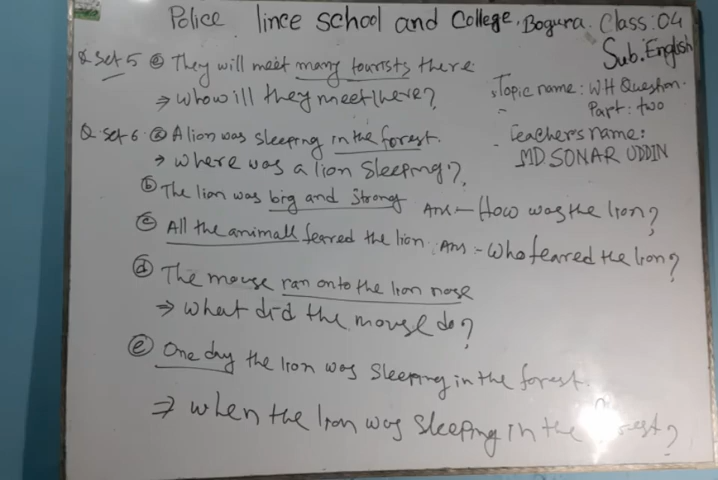 Police lince school and College, Bogura. Class: 04
Sub. English
Topic name: WH Question.
Part: two
Teachers name:
MD SONAR UDDIN
Q. Set 5 (e) They will meet many tourists there
⇒ Who will they meet there?
Q. Set 6. (a) A lion was sleeping in the forest.
⇒ Where was a lion sleeping?
(b) The lion was big and strong Ans - How was the lion?
(c) All the animall feared the lion. Ans :- Who feared the lion?
(d) The mouse ran onto the lion nose
⇒ What did the mouse do?
(e) One day the lion was sleeping in the forest.
⇒ When the lion was sleeping in the forest?